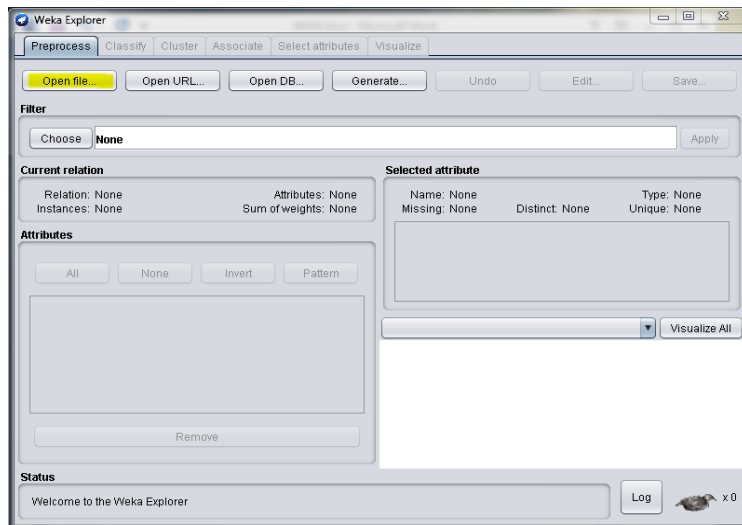 Weka Explorer
Preprocess Classify Cluster Associate Select attributes Visualize
Open file... Open URL... Open DB... Generate... Undo Edit... Save...
Filter
Choose None Apply
Current relation
Relation: None Attributes: None
Instances: None Sum of weights: None
Selected attribute
Name: None Type: None
Missing: None Distinct: None Unique: None
Attributes
All None Invert Pattern
Remove
Visualize All
Status
Welcome to the Weka Explorer
Log x 0